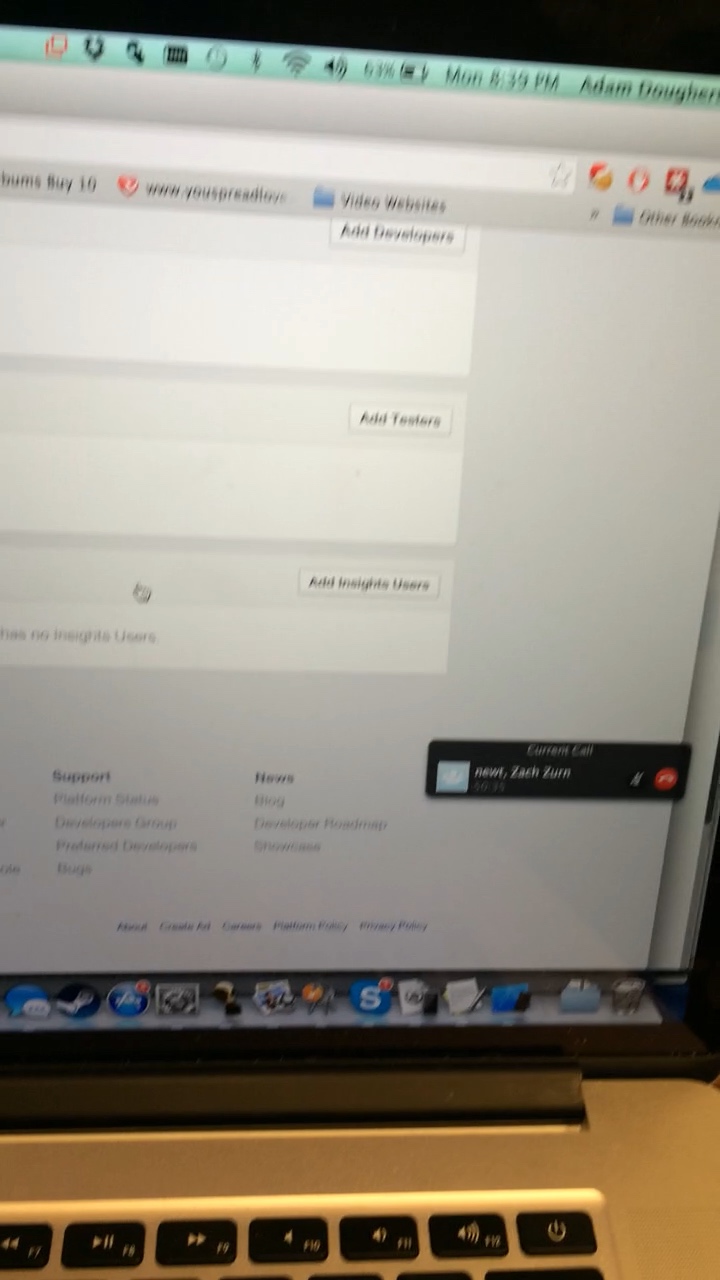 63% Mon 8:39 PM Adam Dougher
bums Buy 10 www.youspreadlove Video Websites
» Other Bookm
Add Developers
Add Testers
Add Insights Users
has no Insights Users.
Current Call
newt, Zach Zurn
Support News
Platform Status Blog
Developers Group Developer Roadmap
Preferred Developers Showcase
Bugs
About Create Ad Careers Platform Policy Privacy Policy
F7 F8 F9 F10 F11 F12